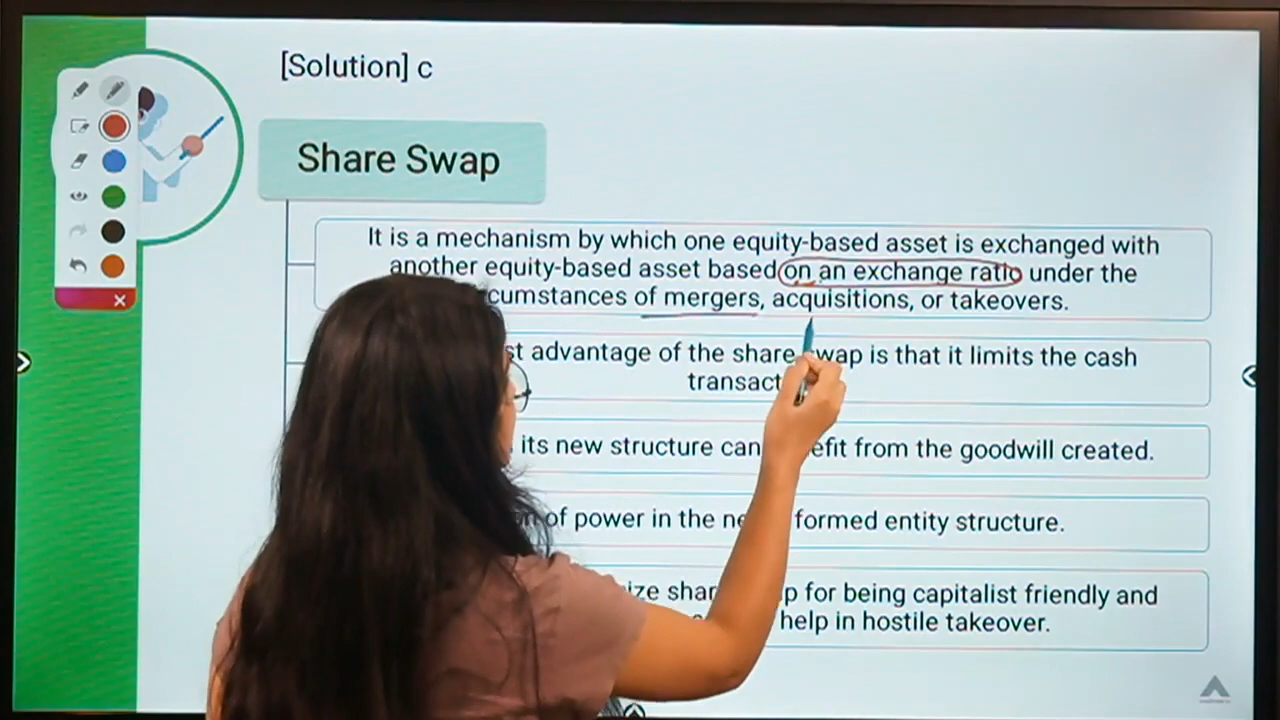 [Solution] c
Share Swap
It is a mechanism by which one equity-based asset is exchanged with
another equity-based asset based on an exchange ratio under the
cumstances of mergers, acquisitions, or takeovers.
st advantage of the share swap is that it limits the cash
transact
its new structure can efit from the goodwill created.
of power in the ne formed entity structure.
ize shar p for being capitalist friendly and
help in hostile takeover.